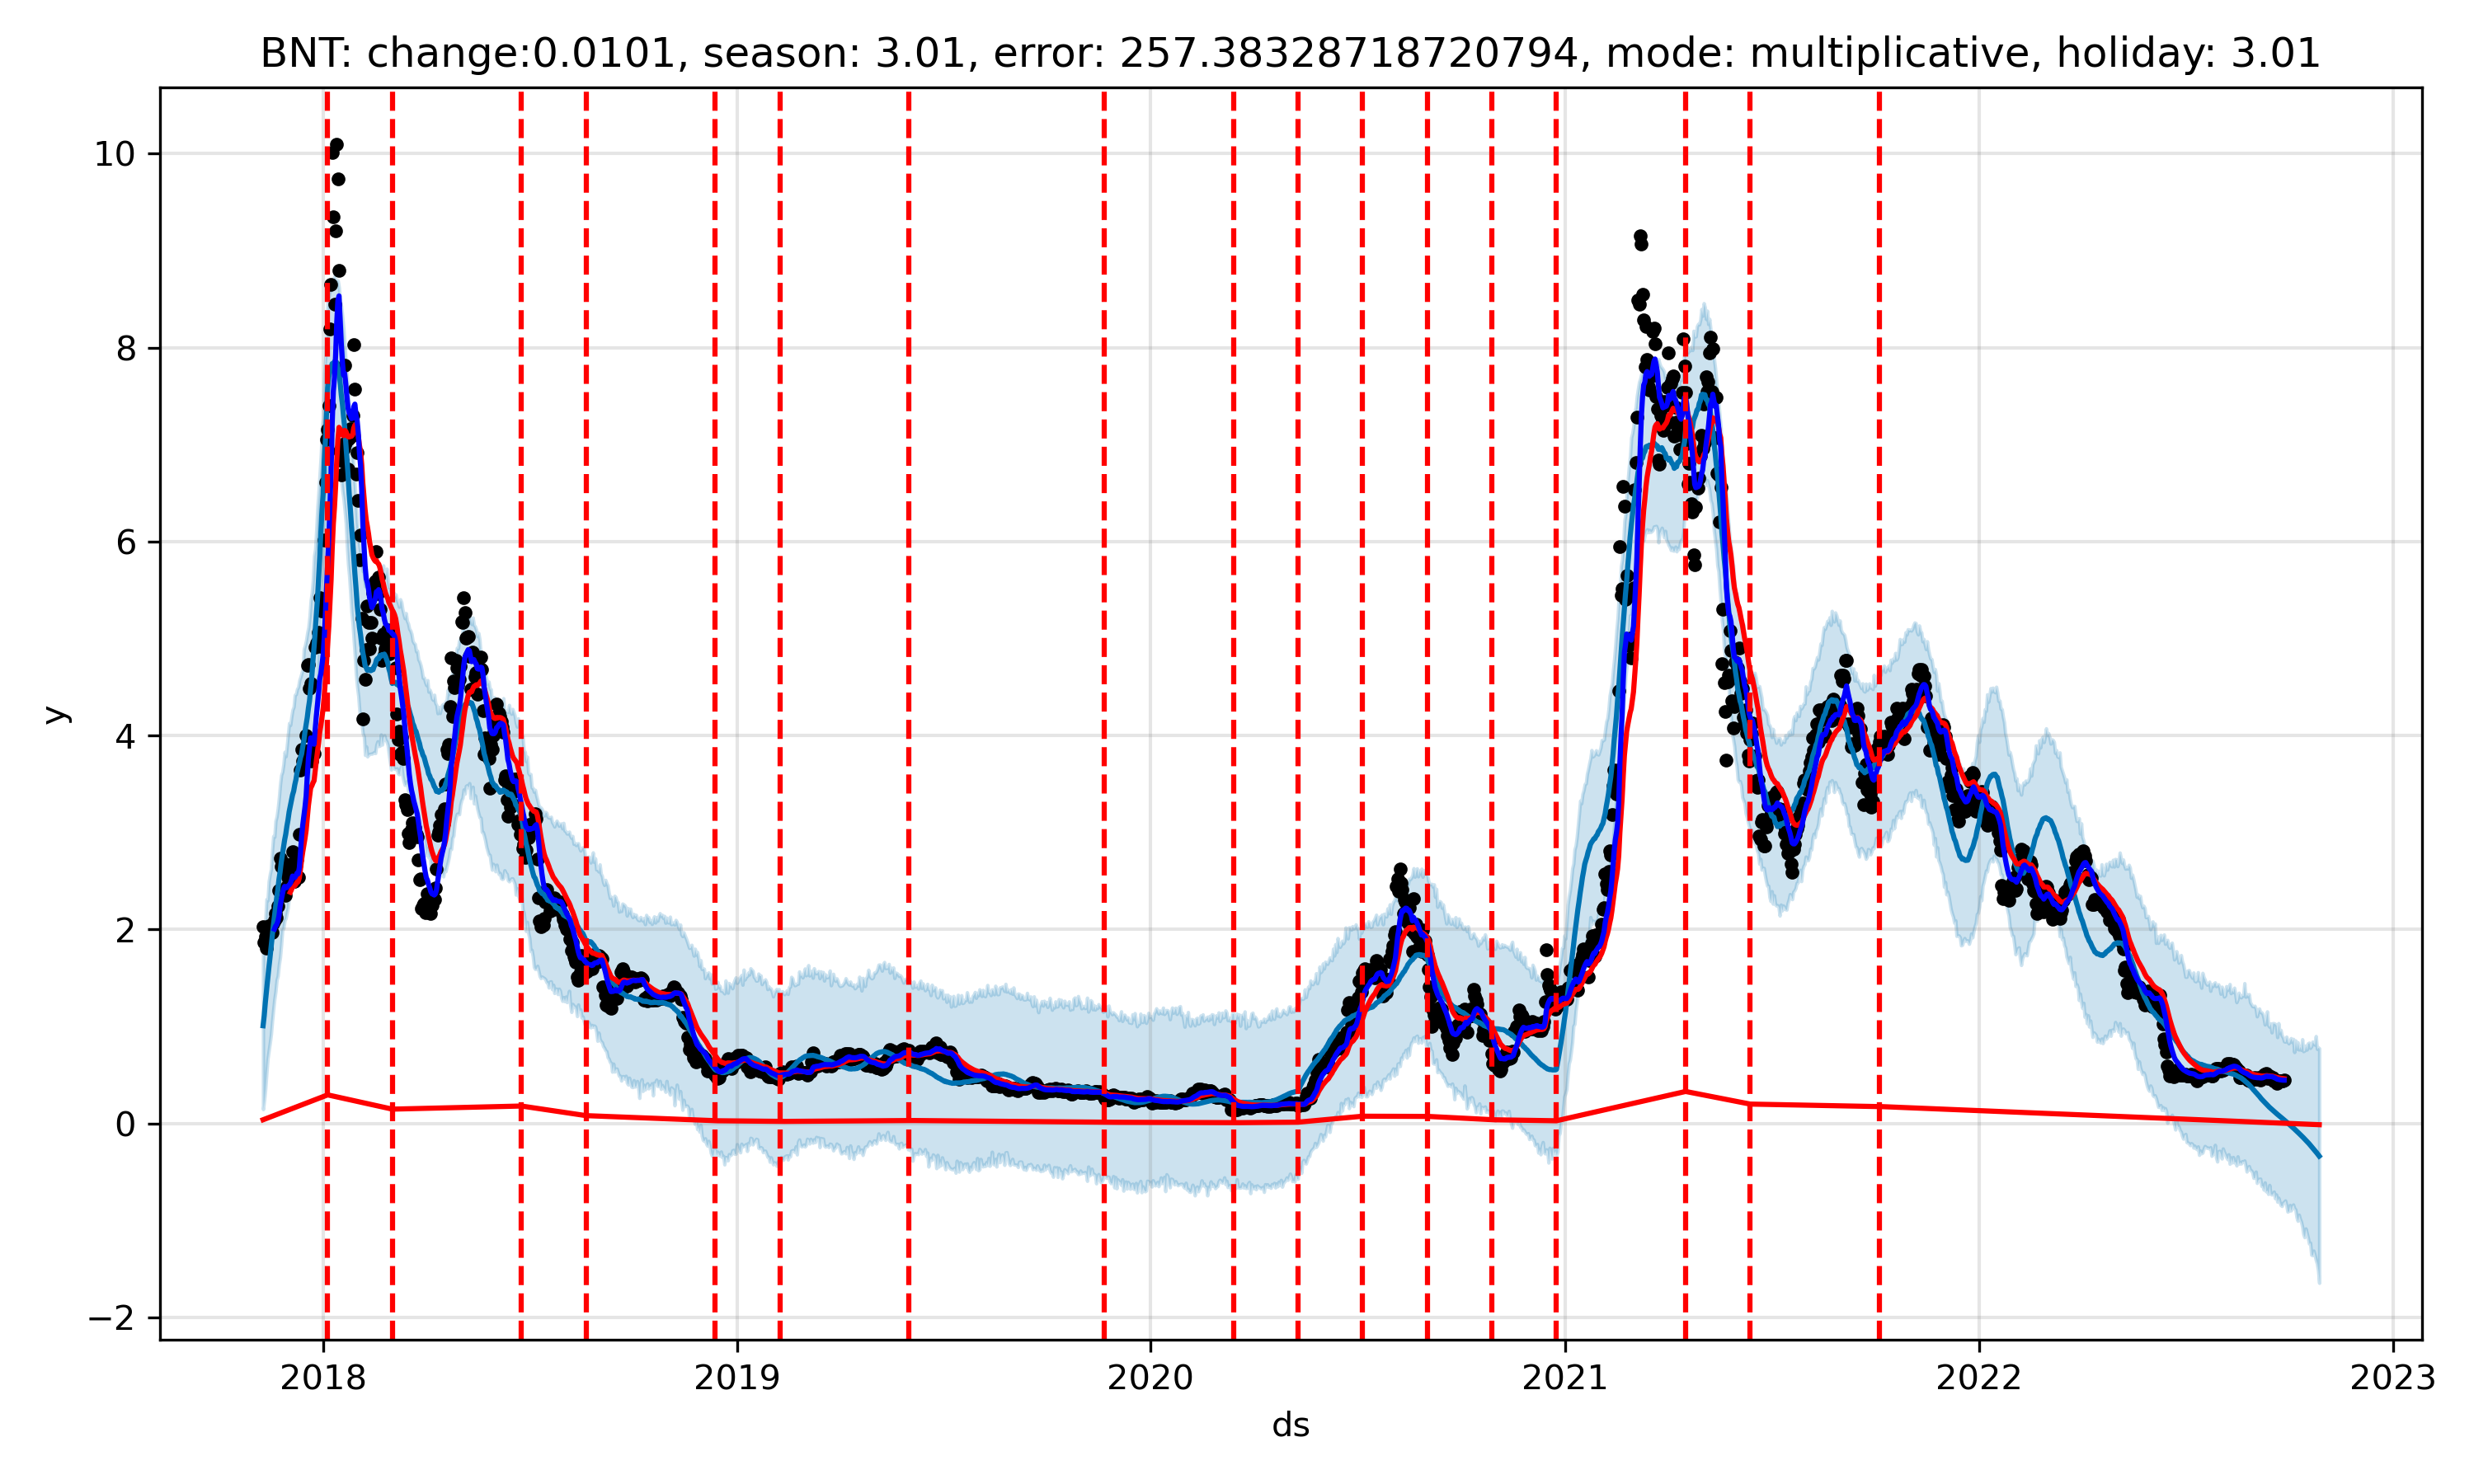 BNT: change:0.0101, season: 3.01, error: 257.38328718720794, mode: multiplicative, holiday: 3.01
10
8
6
4
2
0
−2
y
2018 2019 2020 2021 2022 2023
ds